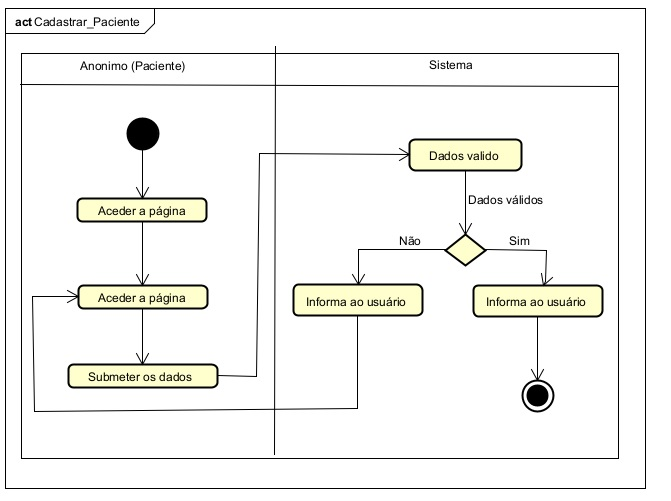 act Cadastrar_Paciente
Anonimo (Paciente)
Sistema
Dados valido
Aceder a página
Dados válidos
Não
Sim
Aceder a página
Informa ao usuário
Informa ao usuário
Submeter os dados